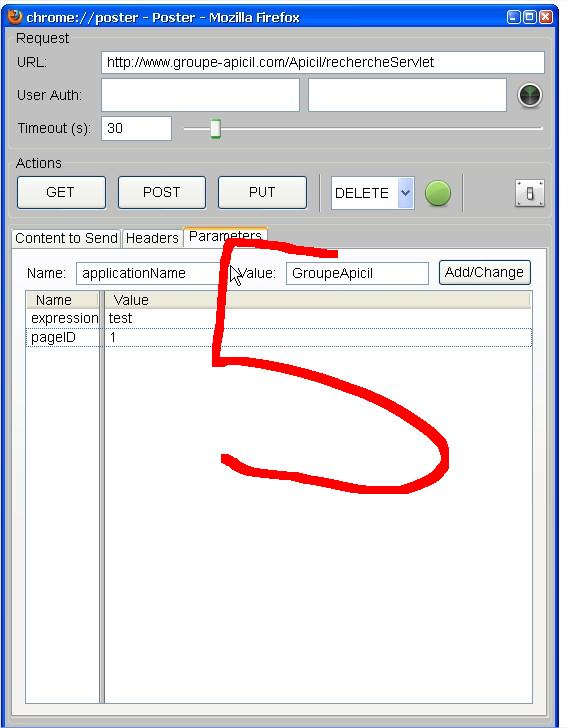 chrome://poster - Poster - Mozilla Firefox
Request
URL: http://www.groupe-apicil.com/Apicil/rechercheServlet
User Auth:
Timeout (s): 30
Actions
GET POST PUT DELETE
Content to Send Headers Parameters
Name: applicationName Value: GroupeApicil Add/Change
Name Value
expression test
pageID 1
5